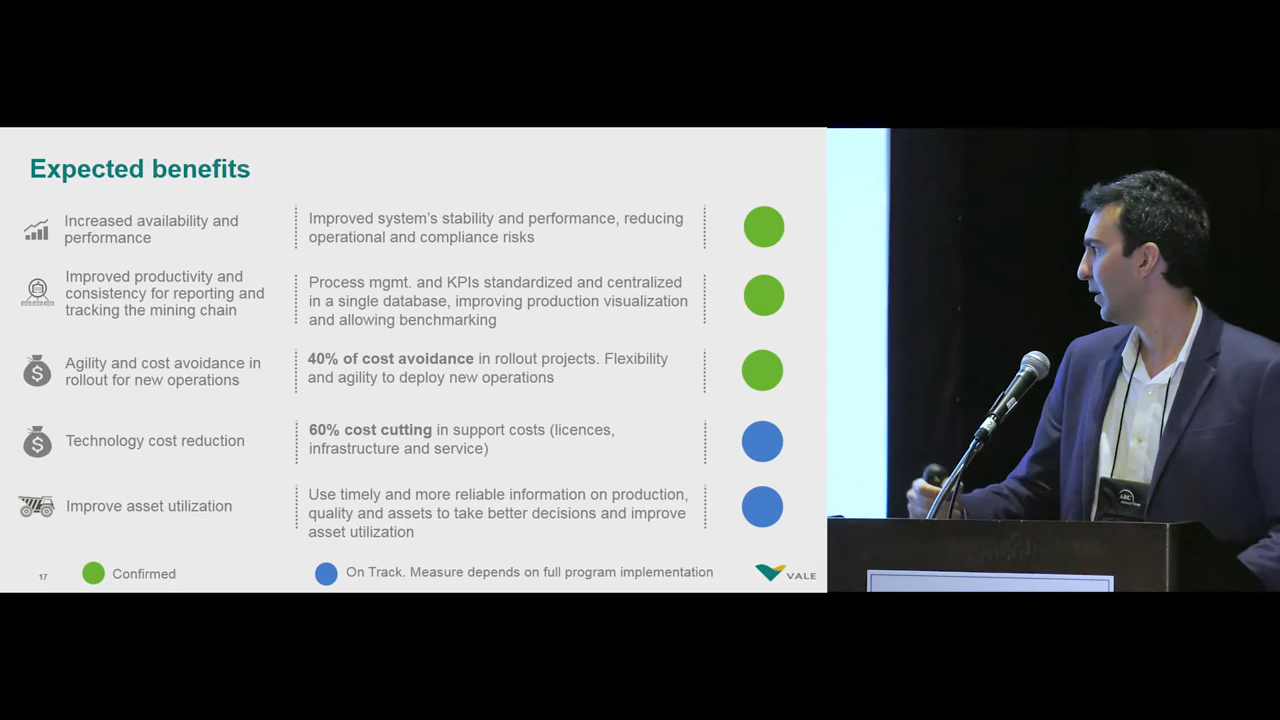 Expected benefits
Increased availability and
performance
Improved system's stability and performance, reducing
operational and compliance risks
Improved productivity and
consistency for reporting and
tracking the mining chain
Process mgmt. and KPIs standardized and centralized
in a single database, improving production visualization
and allowing benchmarking
Agility and cost avoidance in
rollout for new operations
40% of cost avoidance in rollout projects. Flexibility
and agility to deploy new operations
Technology cost reduction
60% cost cutting in support costs (licences,
infrastructure and service)
Improve asset utilization
Use timely and more reliable information on production,
quality and assets to take better decisions and improve
asset utilization
17
Confirmed
On Track. Measure depends on full program implementation
VALE
ARC